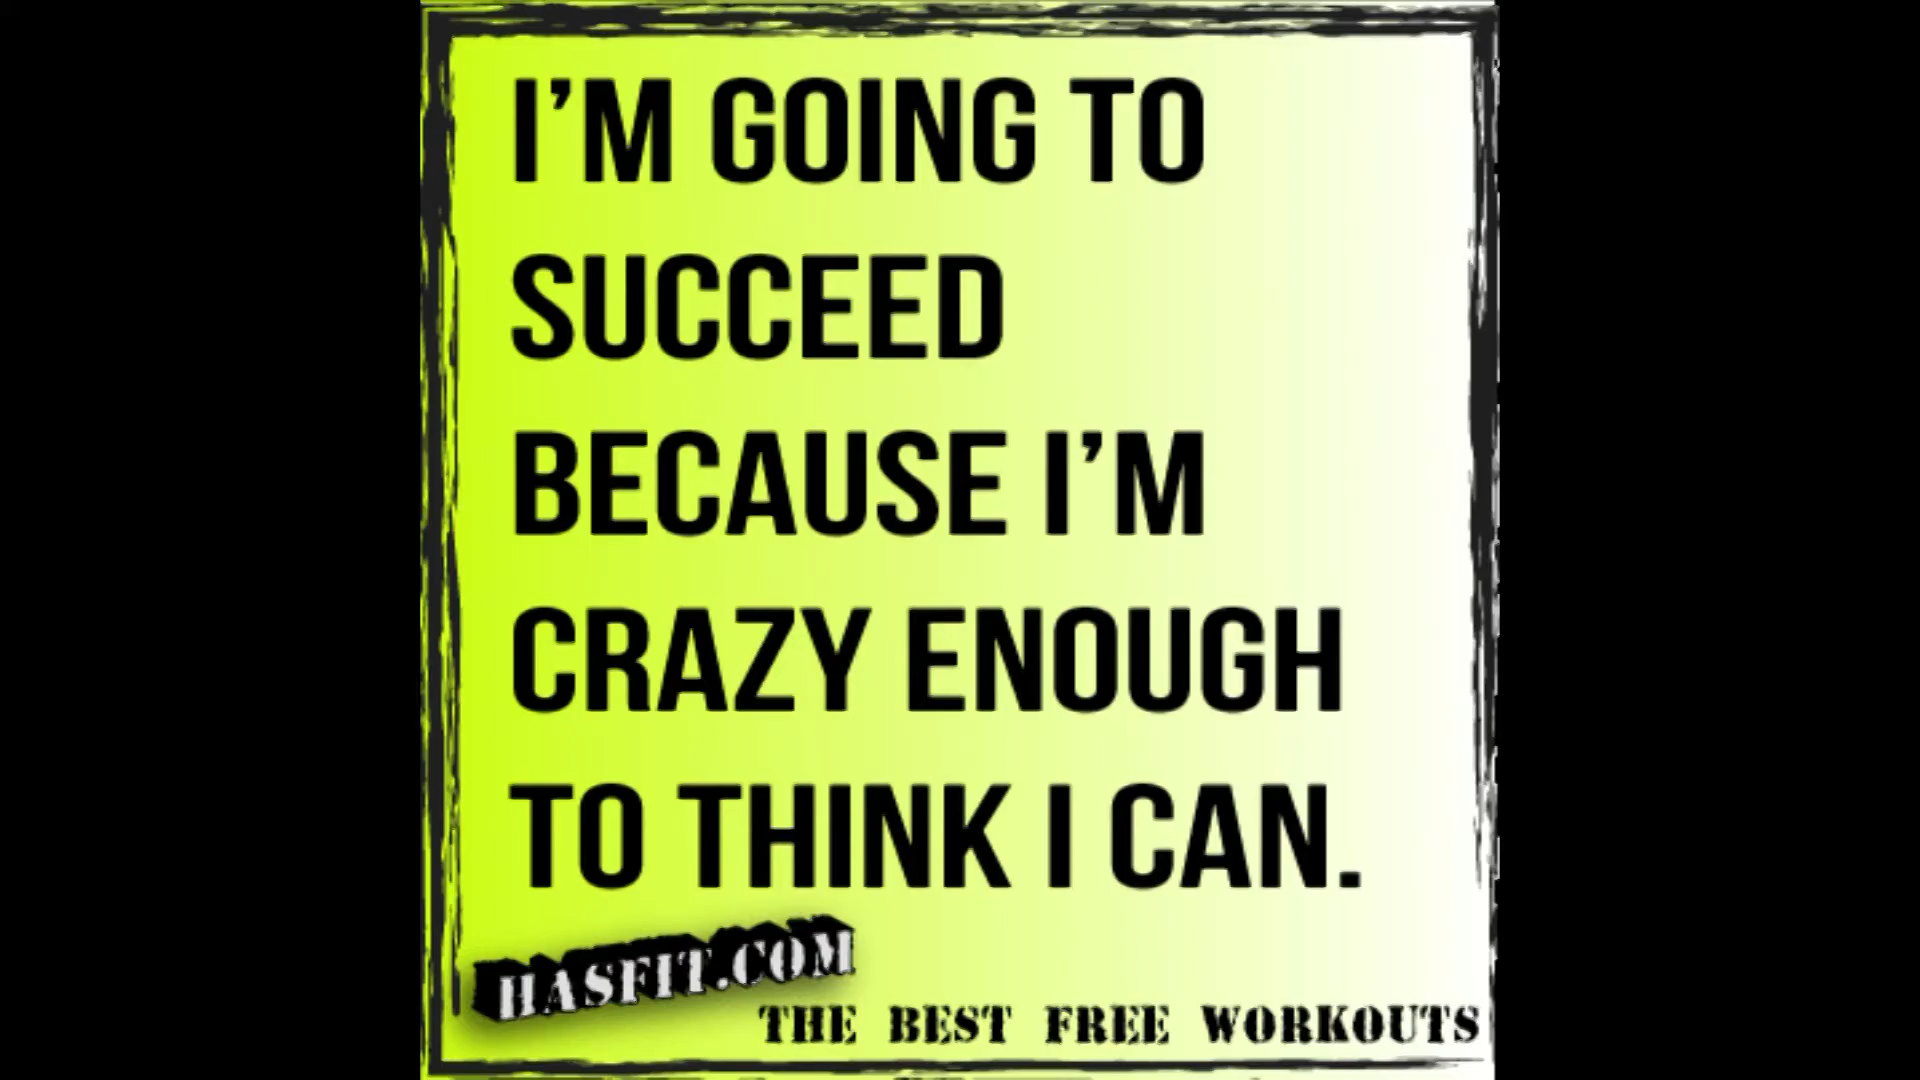 I'M GOING TO
SUCCEED
BECAUSE I'M
CRAZY ENOUGH
TO THINK I CAN.
HASFIT.COM
THE BEST FREE WORKOUTS